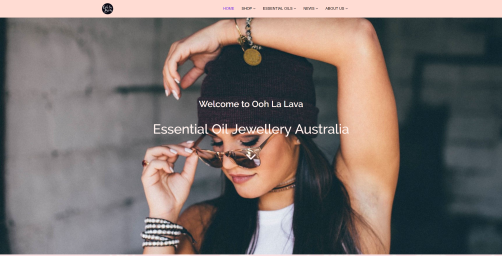 HOME SHOP ESSENTIAL OILS NEWS ABOUT US
Welcome to Ooh La Lava
Essential Oil Jewellery Australia